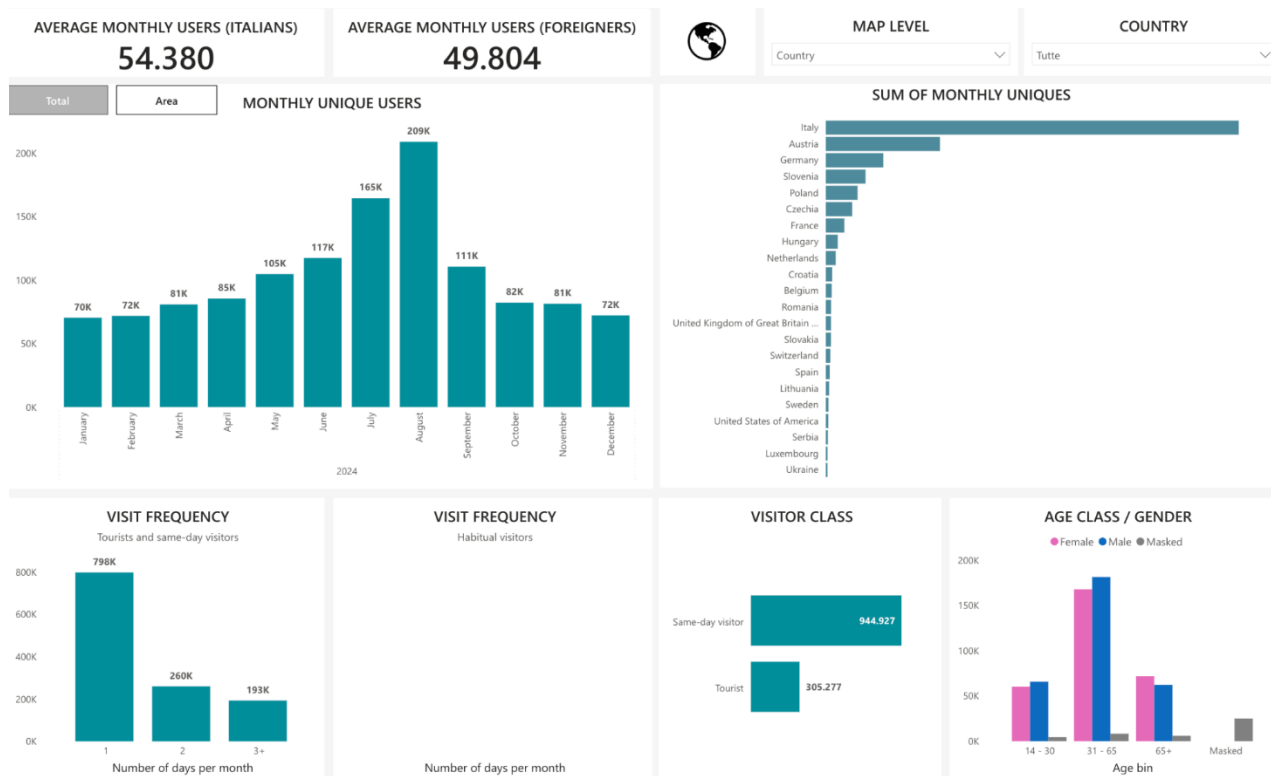 AVERAGE MONTHLY USERS (ITALIANS)
54.380
AVERAGE MONTHLY USERS (FOREIGNERS)
49.804
MAP LEVEL
Country
COUNTRY
Tutte
Total
Area
MONTHLY UNIQUE USERS
200K
150K
100K
50K
0K
70K
72K
81K
85K
105K
117K
165K
209K
111K
82K
81K
72K
January
February
March
April
May
June
July
August
September
October
November
December
2024
SUM OF MONTHLY UNIQUES
Italy
Austria
Germany
Slovenia
Poland
Czechia
France
Hungary
Netherlands
Croatia
Belgium
Romania
United Kingdom of Great Britain ...
Slovakia
Switzerland
Spain
Lithuania
Sweden
United States of America
Serbia
Luxembourg
Ukraine
VISIT FREQUENCY
Tourists and same-day visitors
800K
600K
400K
200K
0K
798K
260K
193K
1
2
3+
Number of days per month
VISIT FREQUENCY
Habitual visitors
Number of days per month
VISITOR CLASS
Same-day visitor
944.927
Tourist
305.277
AGE CLASS / GENDER
Female Male Masked
200K
150K
100K
50K
0K
14 - 30
31 - 65
65+
Masked
Age bin